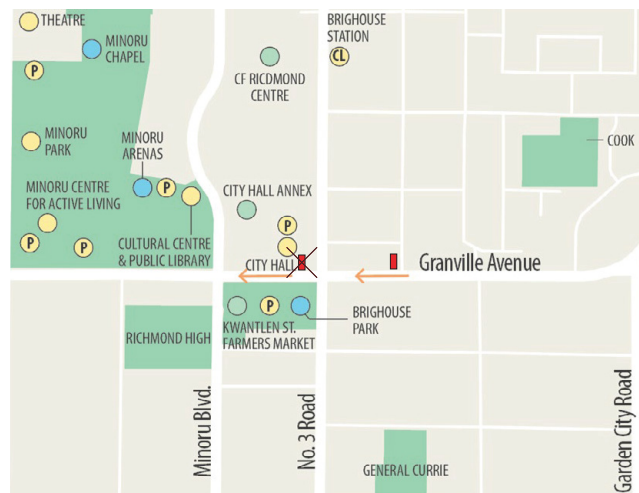 THEATRE
MINORU
CHAPEL
BRIGHOUSE
STATION
CL
P
CF RICDMOND
CENTRE
MINORU
PARK
MINORU
ARENAS
COOK
P
MINORU CENTRE
FOR ACTIVE LIVING
CITY HALL ANNEX
P
P
P
CULTURAL CENTRE
& PUBLIC LIBRARY
CITY HALL
Granville Avenue
P
KWANTLEN ST.
FARMERS MARKET
BRIGHOUSE
PARK
RICHMOND HIGH
Minoru Blvd.
No. 3 Road
Garden City Road
GENERAL CURRIE